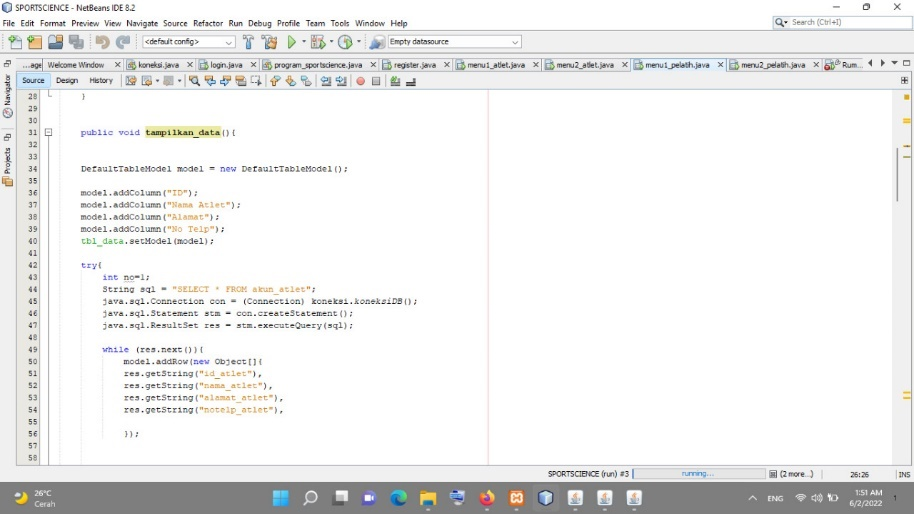 SPORTSCIENCE - NetBeans IDE 8.2
File Edit Format Preview View Navigate Source Refactor Run Debug Profile Team Tools NetBeans IDE Window Help
Search (Ctrl+I)
<default config>
Empty datasource
...age Welcome Window koneksi.java login.java program_sportscience.java register.java menu1_atlet.java menu2_atlet.java menu1_pelatih.java menu2_pelatih.java Rum...
Source Design History
Navigator
Projects
28 }
29
30
31 public void tampilkan_data(){
32
33
34 DefaultTableModel model = new DefaultTableModel();
35
36 model.addColumn("ID");
37 model.addColumn("Nama Atlet");
38 model.addColumn("Alamat");
39 model.addColumn("No Telp");
40 tbl_data.setModel(model);
41
42 try{
43 int no=1;
44 String sql = "SELECT * FROM akun_atlet";
45 java.sql.Connection con = (Connection) koneksi.koneksiDB();
46 java.sql.Statement stm = con.createStatement();
47 java.sql.ResultSet res = stm.executeQuery(sql);
48
49 while (res.next()){
50 model.addRow(new Object[]{
51 res.getString("id_atlet"),
52 res.getString("nama_atlet"),
53 res.getString("alamat_atlet"),
54 res.getString("notelp_atlet"),
55
56 });
57
58
SPORTSCIENCE (run) #3 running... (2 more...) 26:26 INS
26°C
Cerah
ENG
1:51 AM
6/2/2022